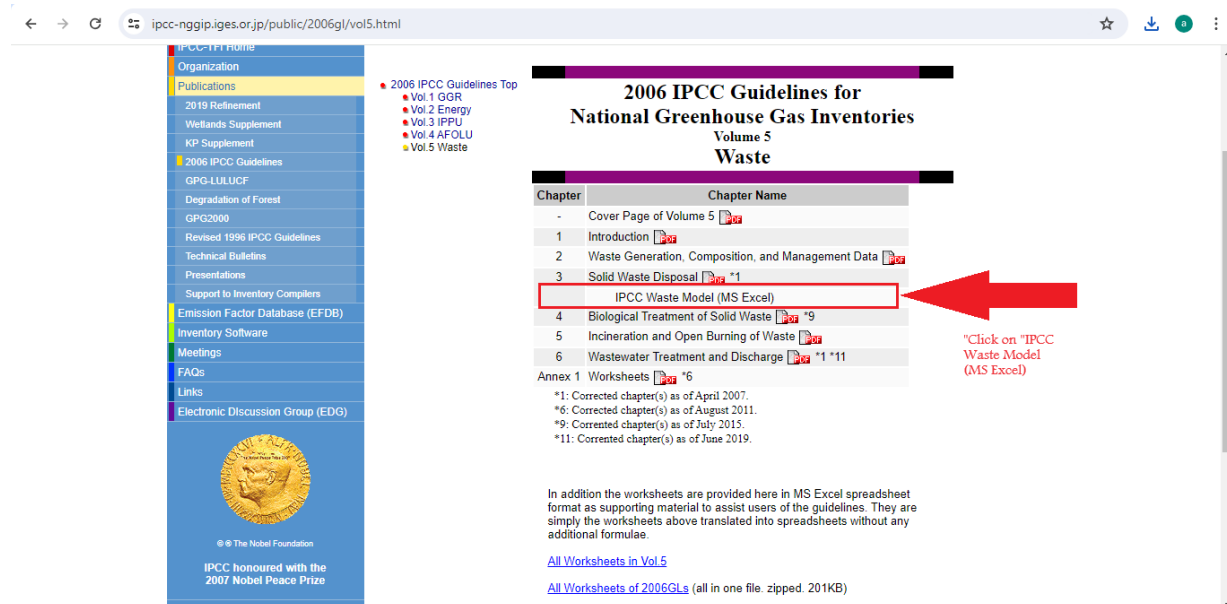 ipcc-nggip.iges.or.jp/public/2006gl/vol5.html
a
IPCC-TFI Home
Organization
Publications
2019 Refinement
Wetlands Supplement
KP Supplement
2006 IPCC Guidelines
GPG-LULUCF
Degradation of Forest
GPG2000
Revised 1996 IPCC Guidelines
Technical Bulletins
Presentations
Support to Inventory Compilers
Emission Factor Database (EFDB)
Inventory Software
Meetings
FAQs
Links
Electronic DIscussion Group (EDG)
® ® The Nobel Foundation
IPCC honoured with the
2007 Nobel Peace Prize
2006 IPCC Guidelines Top
Vol.1 GGR
Vol.2 Energy
Vol.3 IPPU
Vol.4 AFOLU
Vol.5 Waste
2006 IPCC Guidelines for
National Greenhouse Gas Inventories
Volume 5
Waste
Chapter Chapter Name
- Cover Page of Volume 5 PDF
1 Introduction PDF
2 Waste Generation, Composition, and Management Data PDF
3 Solid Waste Disposal PDF *1
IPCC Waste Model (MS Excel)
4 Biological Treatment of Solid Waste PDF *9
5 Incineration and Open Burning of Waste PDF
6 Wastewater Treatment and Discharge PDF *1 *11
Annex 1 Worksheets PDF *6
*1: Corrected chapter(s) as of April 2007.
*6: Corrected chapter(s) as of August 2011.
*9: Corrected chapter(s) as of July 2015.
*11: Corrented chapter(s) as of June 2019.
"Click on "IPCC
Waste Model
(MS Excel)
In addition the worksheets are provided here in MS Excel spreadsheet
format as supporting material to assist users of the guidelines. They are
simply the worksheets above translated into spreadsheets without any
additional formulae.
All Worksheets in Vol.5
All Worksheets of 2006GLs (all in one file. zipped. 201KB)